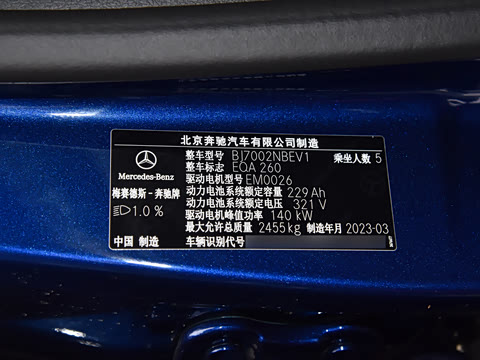 北京奔驰汽车有限公司制造
整车型号 BJ7002NBEV1 乘坐人数 5
整车标志 EQA 260
驱动电机型号 EM0026
动力电池系统额定容量 229 Ah
动力电池系统额定电压 321 V
驱动电机峰值功率 140 kW
最大允许总质量 2455 kg 制造年月 2023-03
车辆识别代号
Mercedes-Benz
梅赛德斯-奔驰牌
1.0 %
中国 制造